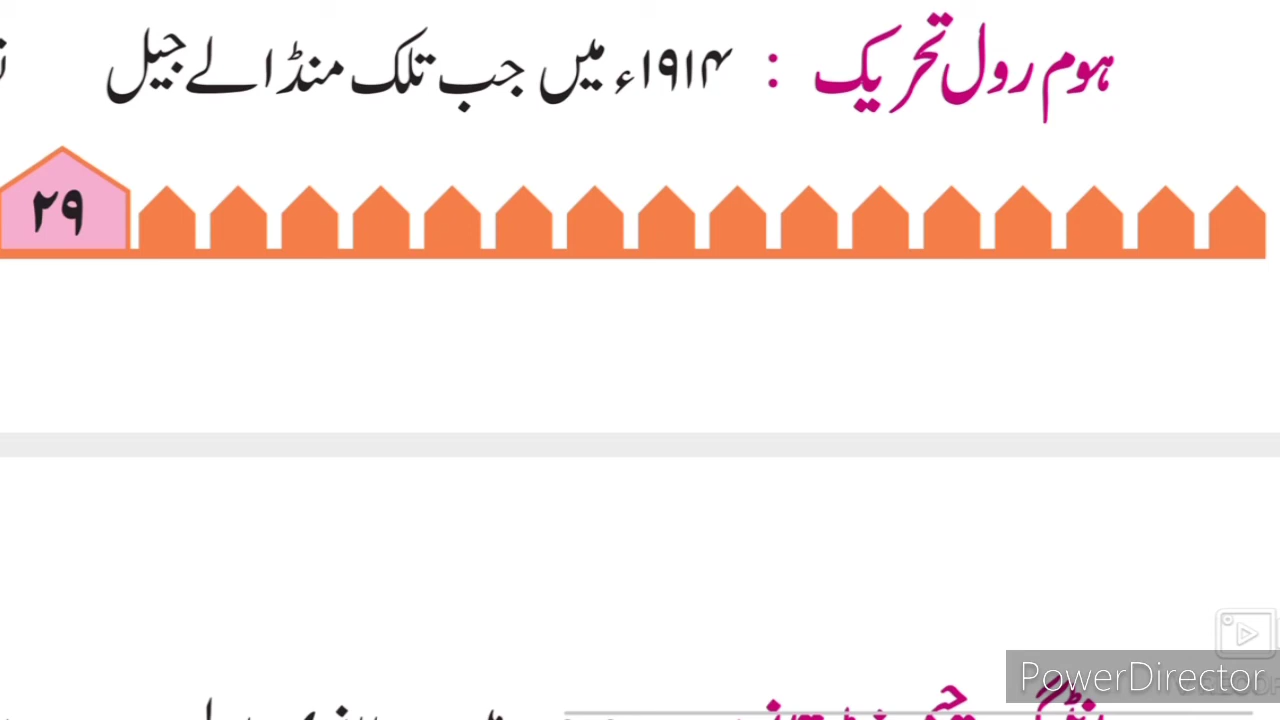 ہوم رول تحریک : ۱۹۱۴ء میں جب تلک منڈالے جیل
۲۹
PowerDirector